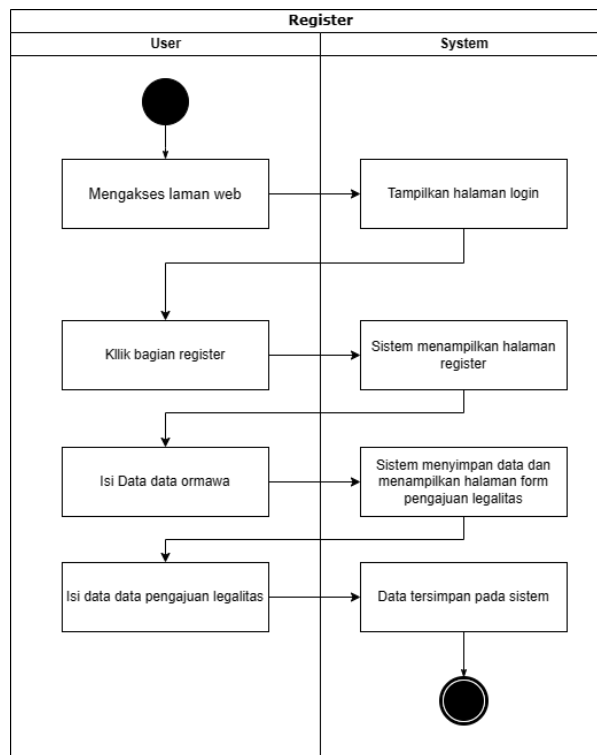 Register
User
System
Mengakses laman web
Tampilkan halaman login
Kllik bagian register
Sistem menampilkan halaman
register
Isi Data data ormawa
Sistem menyimpan data dan
menampilkan halaman form
pengajuan legalitas
Isi data data pengajuan legalitas
Data tersimpan pada sistem